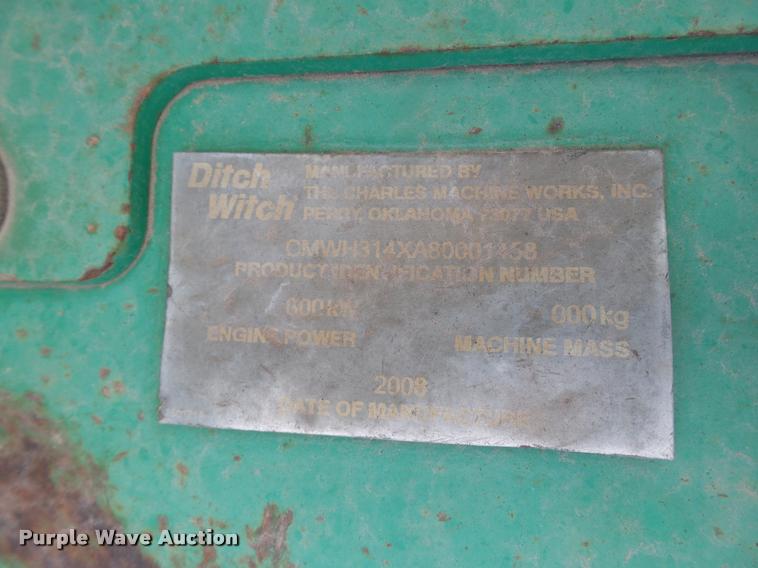 Ditch Witch
MANUFACTURED BY
THE CHARLES MACHINE WORKS, INC.
PERRY, OKLAHOMA 73077 USA
CMWH314XA80001458
PRODUCT IDENTIFICATION NUMBER
000kg
ENGINE POWER
MACHINE MASS
2008
DATE OF MANUFACTURE
Purple Wave Auction®